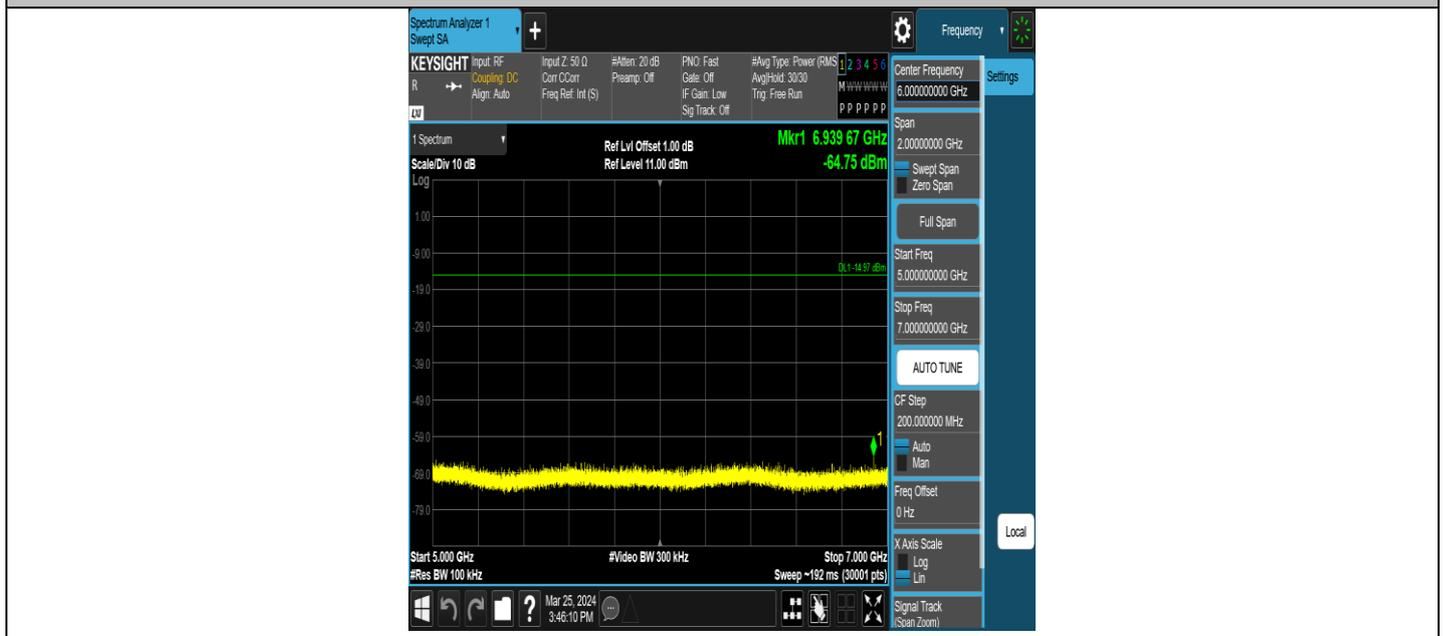 Spectrum Analyzer 1
Swept SA
+
Frequency
KEYSIGHT
R
LXI
Input: RF
Coupling: DC
Align: Auto
Input Z: 50 Ω
Corr CCorr
Freq Ref: Int (S)
#Atten: 20 dB
Preamp: Off
PNO: Fast
Gate: Off
IF Gain: Low
Sig Track: Off
#Avg Type: Power (RMS
Avg|Hold: 30/30
Trig: Free Run
1 2 3 4 5 6
M W W W W W
P P P P P P
1 Spectrum
Scale/Div 10 dB
Ref Lvl Offset 1.00 dB
Ref Level 11.00 dBm
Mkr1 6.939 67 GHz
-64.75 dBm
Log
1.00
-9.00
DL1 -14.97 dBm
-19.0
-29.0
-39.0
-49.0
-59.0
1
-69.0
-79.0
Start 5.000 GHz
#Video BW 300 kHz
Stop 7.000 GHz
#Res BW 100 kHz
Sweep ~192 ms (30001 pts)
Center Frequency
6.000000000 GHz
Settings
Span
2.00000000 GHz
Swept Span
Zero Span
Full Span
Start Freq
5.000000000 GHz
Stop Freq
7.000000000 GHz
AUTO TUNE
CF Step
200.000000 MHz
Auto
Man
Freq Offset
0 Hz
X Axis Scale
Log
Lin
Local
Signal Track
(Span Zoom)
?
Mar 25, 2024
3:46:10 PM